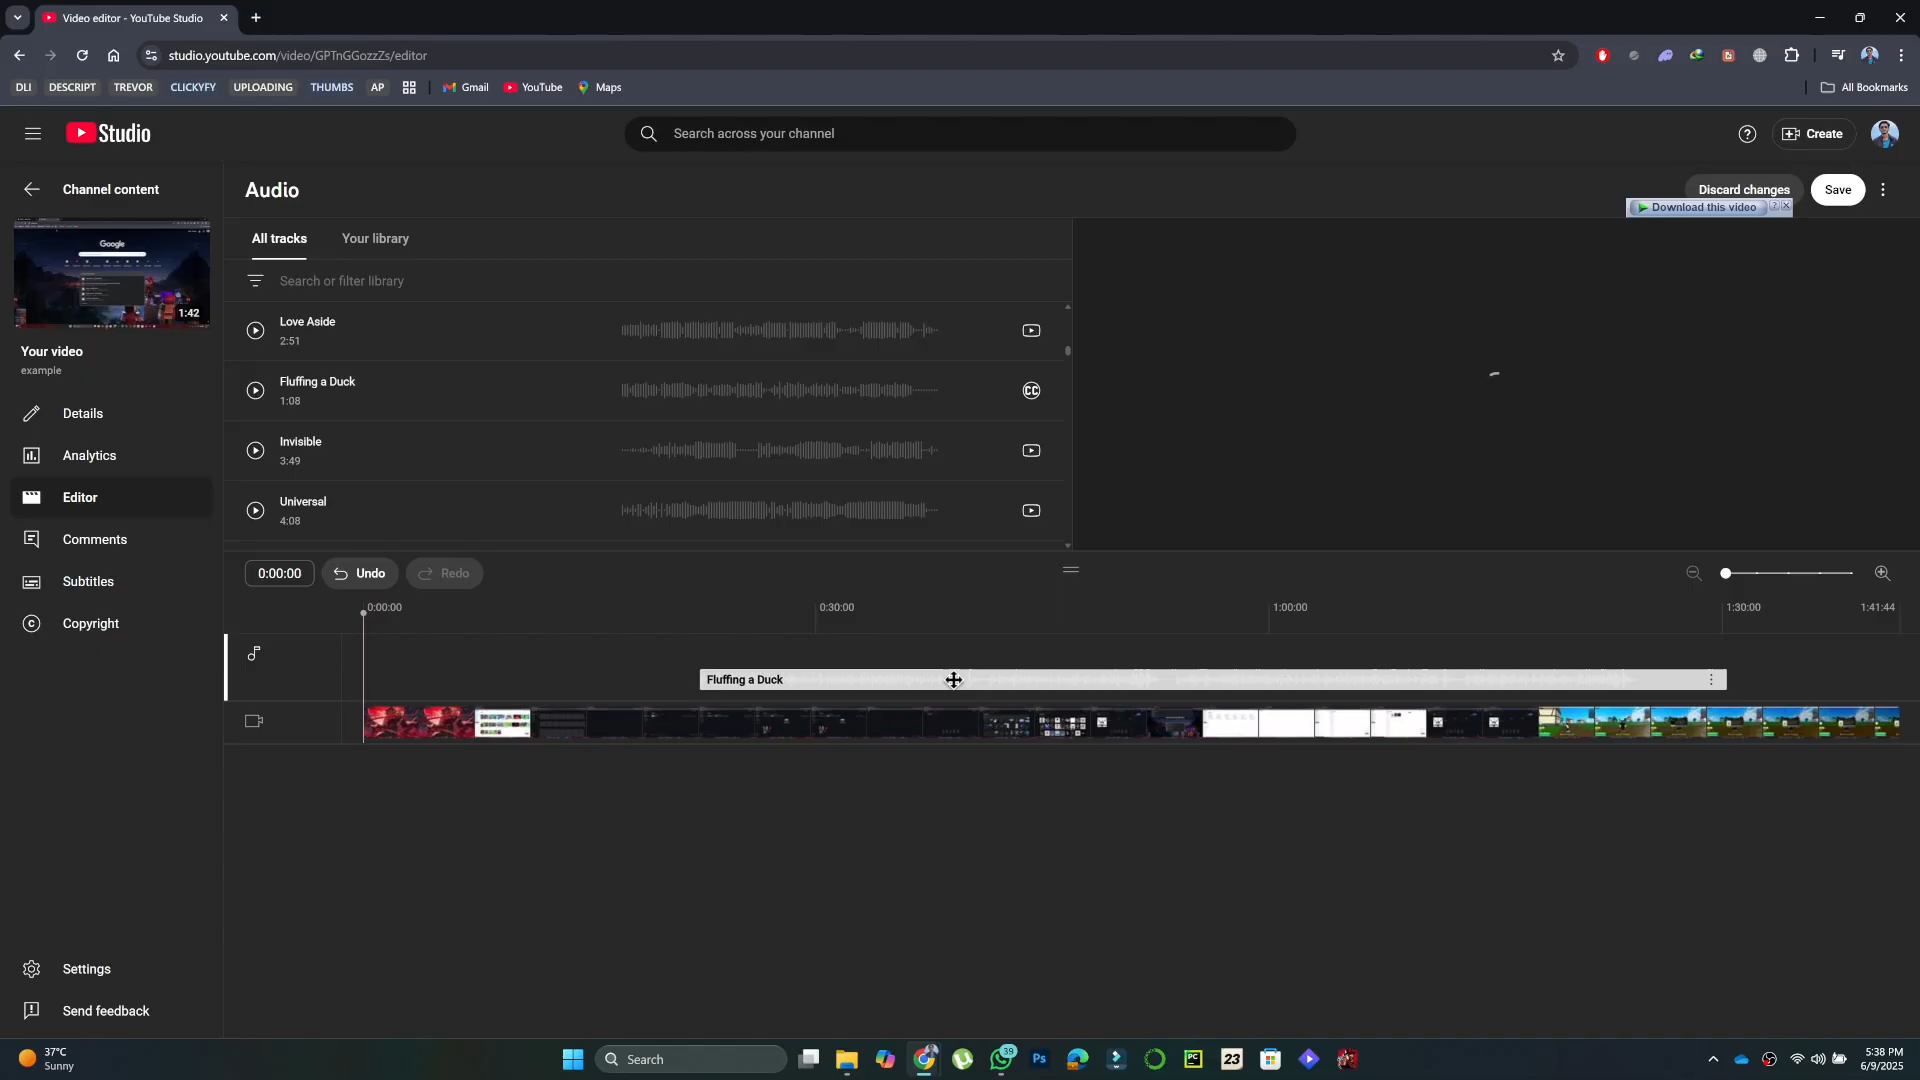 Video editor - YouTube Studio
studio.youtube.com/video/GPTnGGozzZs/editor
DLI DESCRIPT TREVOR CLICKYFY UPLOADING THUMBS AP Gmail YouTube Maps All Bookmarks
Studio
Search across your channel
Create
Channel content
Audio
Discard changes
Save
Download this video
Google
1:42
Your video
example
Details
Analytics
Editor
Comments
Subtitles
Copyright
Settings
Send feedback
All tracks Your library
Search or filter library
Love Aside
2:51
Fluffing a Duck
1:08
Invisible
3:49
Universal
4:08
0:00:00 Undo Redo
0:00:00 0:30:00 1:00:00 1:30:00 1:41:44
Fluffing a Duck
37°C
Sunny
Search
39
Ps
PC
23
5:38 PM
6/9/2025